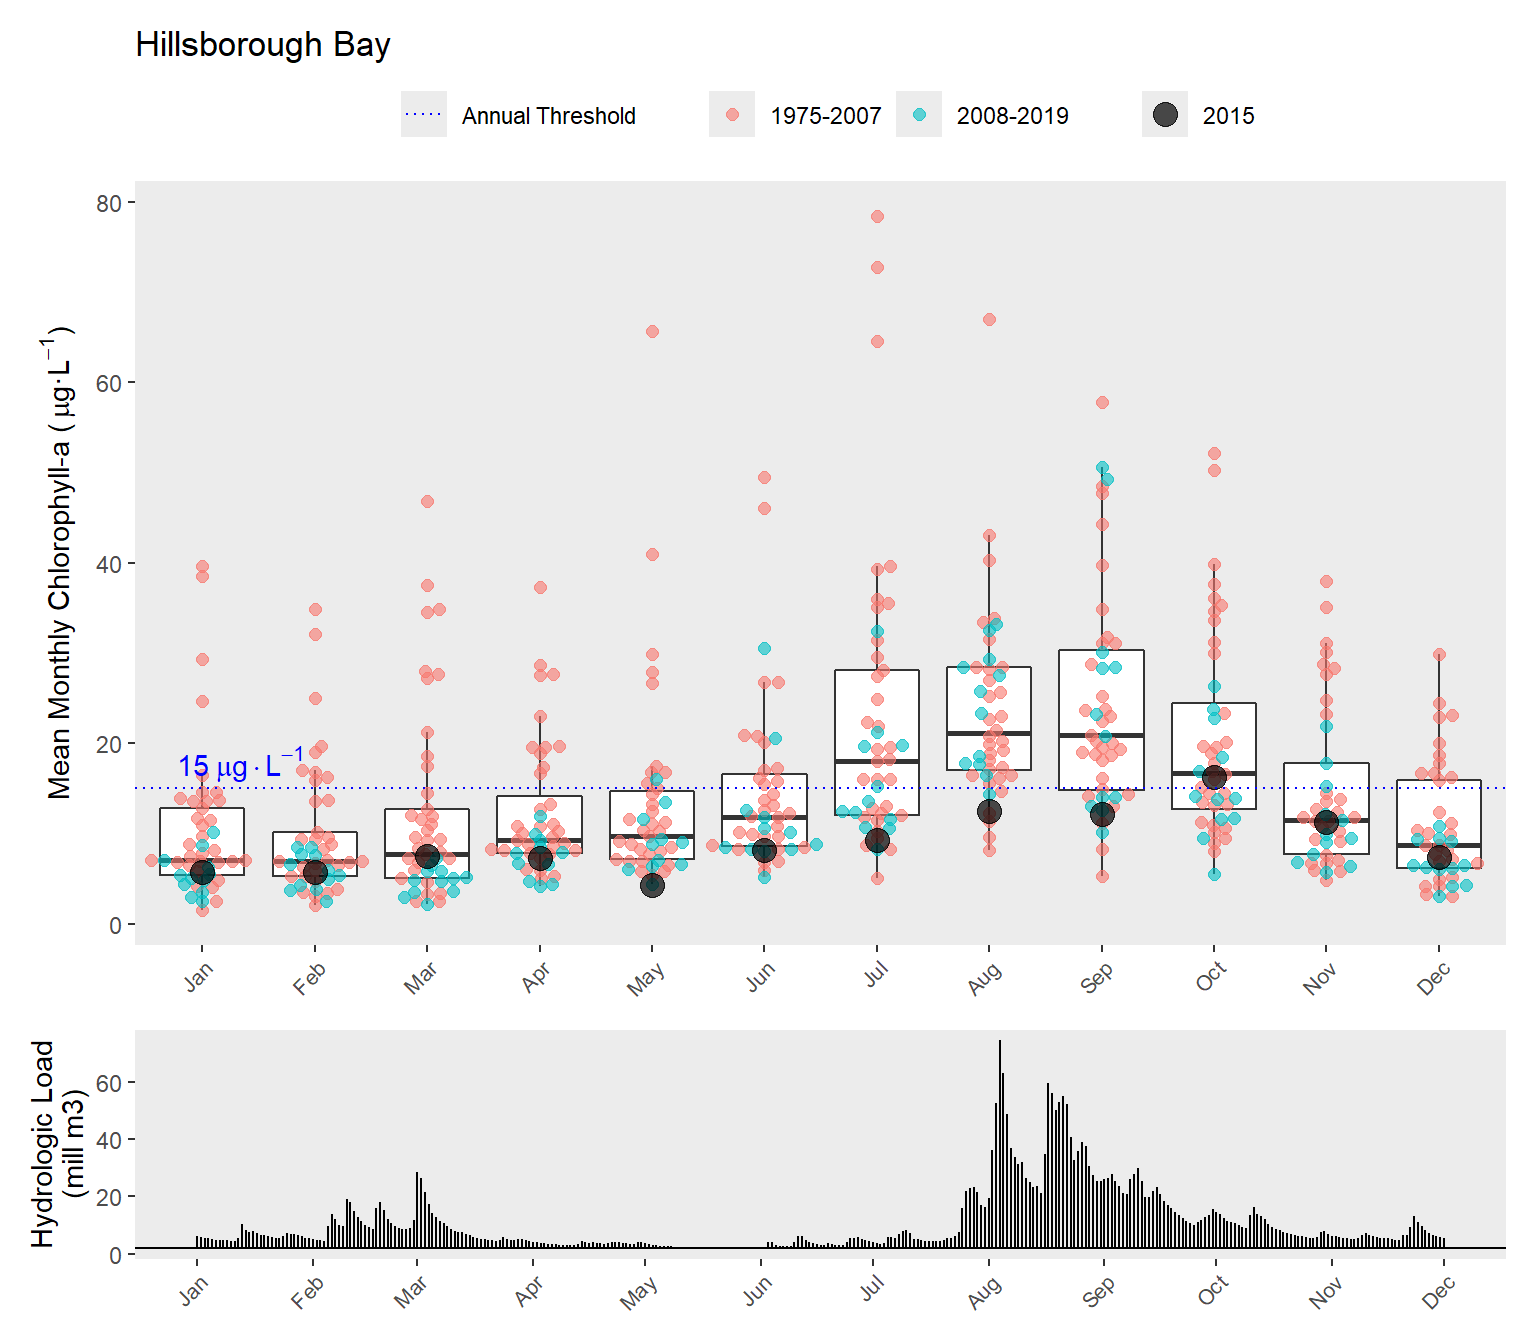 Hillsborough Bay
Annual Threshold 1975-2007 2008-2019 2015
Mean Monthly Chlorophyll-a ( µg·L⁻¹)
80
60
40
20
0
15 µg·L⁻¹
Jan Feb Mar Apr May Jun Jul Aug Sep Oct Nov Dec
Hydrologic Load
(mill m3)
60
40
20
0
Jan Feb Mar Apr May Jun Jul Aug Sep Oct Nov Dec